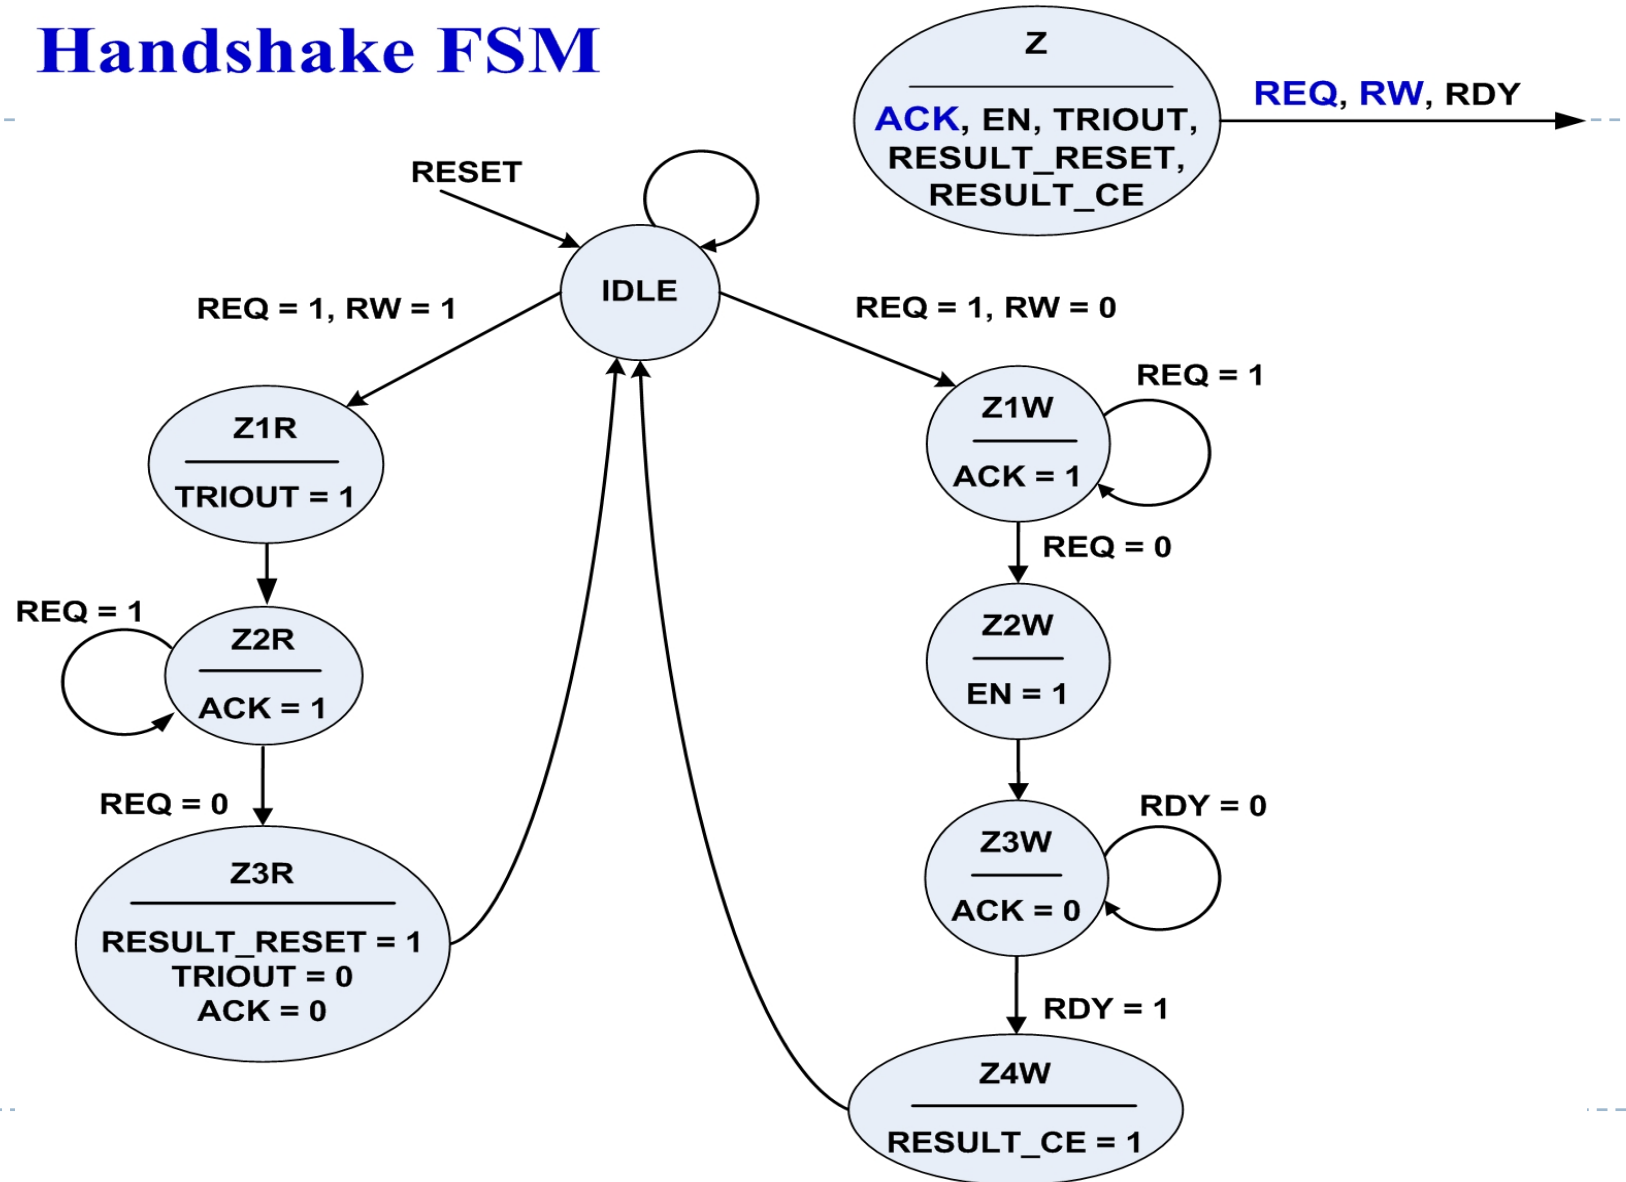 Handshake FSM
Z
ACK, EN, TRIOUT,
RESULT_RESET,
RESULT_CE
REQ, RW, RDY
RESET
IDLE
REQ = 1, RW = 1
REQ = 1, RW = 0
Z1R
TRIOUT = 1
Z1W
ACK = 1
REQ = 1
REQ = 0
REQ = 1
Z2R
ACK = 1
Z2W
EN = 1
REQ = 0
Z3R
RESULT_RESET = 1
TRIOUT = 0
ACK = 0
Z3W
ACK = 0
RDY = 0
RDY = 1
Z4W
RESULT_CE = 1